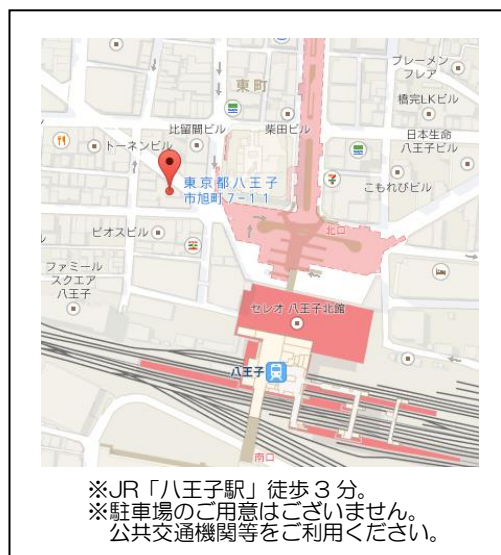 ブレーメン
フレア
東町
橋完LKビル
比留間ビル
柴田ビル
日本生命
八王子ビル
トーネンビル
東京都八王子
市旭町7-11
こもれびビル
北口
ピオスビル
ファミール
スクエア
八王子
セレオ 八王子北館
八王子
南口
※JR「八王子駅」徒歩3分。
※駐車場のご用意はございません。
公共交通機関等をご利用ください。